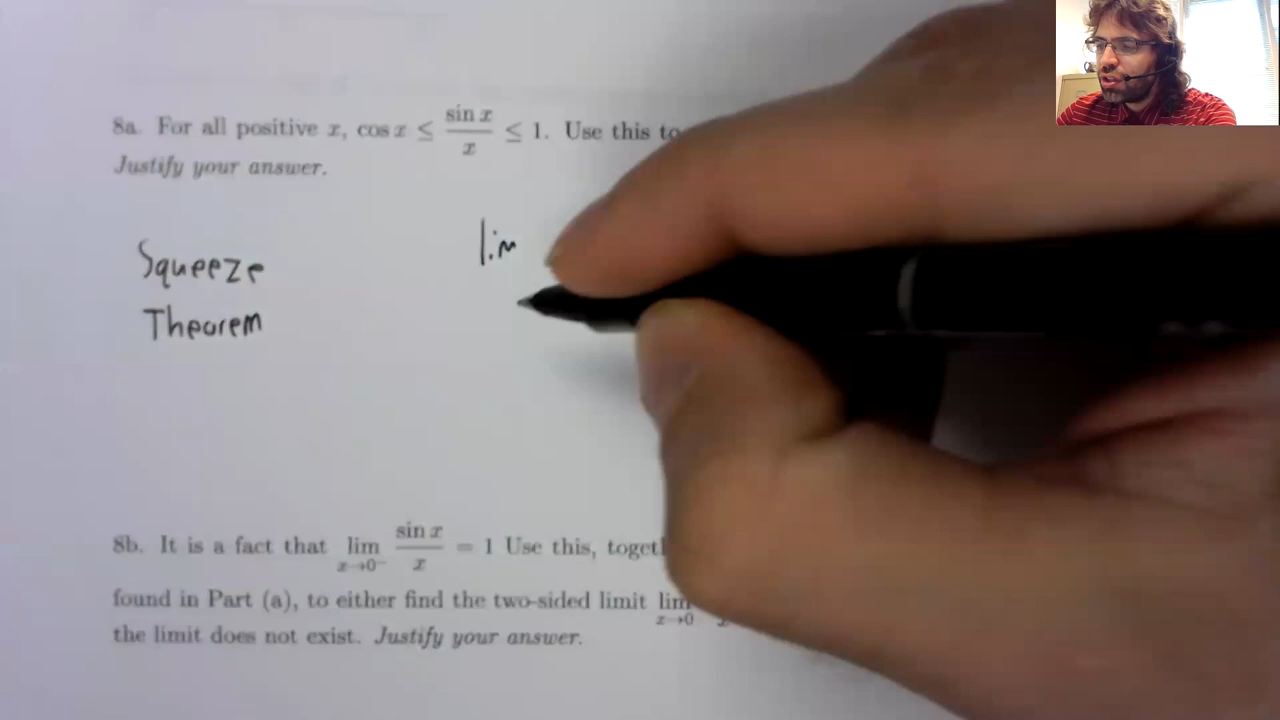 8a. For all positive x, cos x ≤ sin x / x ≤ 1. Use this to
Justify your answer.
Squeeze
Theorem
lim
8b. It is a fact that lim x→0⁻ sin x / x = 1 Use this,
found in Part (a), to either find the two-sided limit lim x→0
the limit does not exist. Justify your answer.